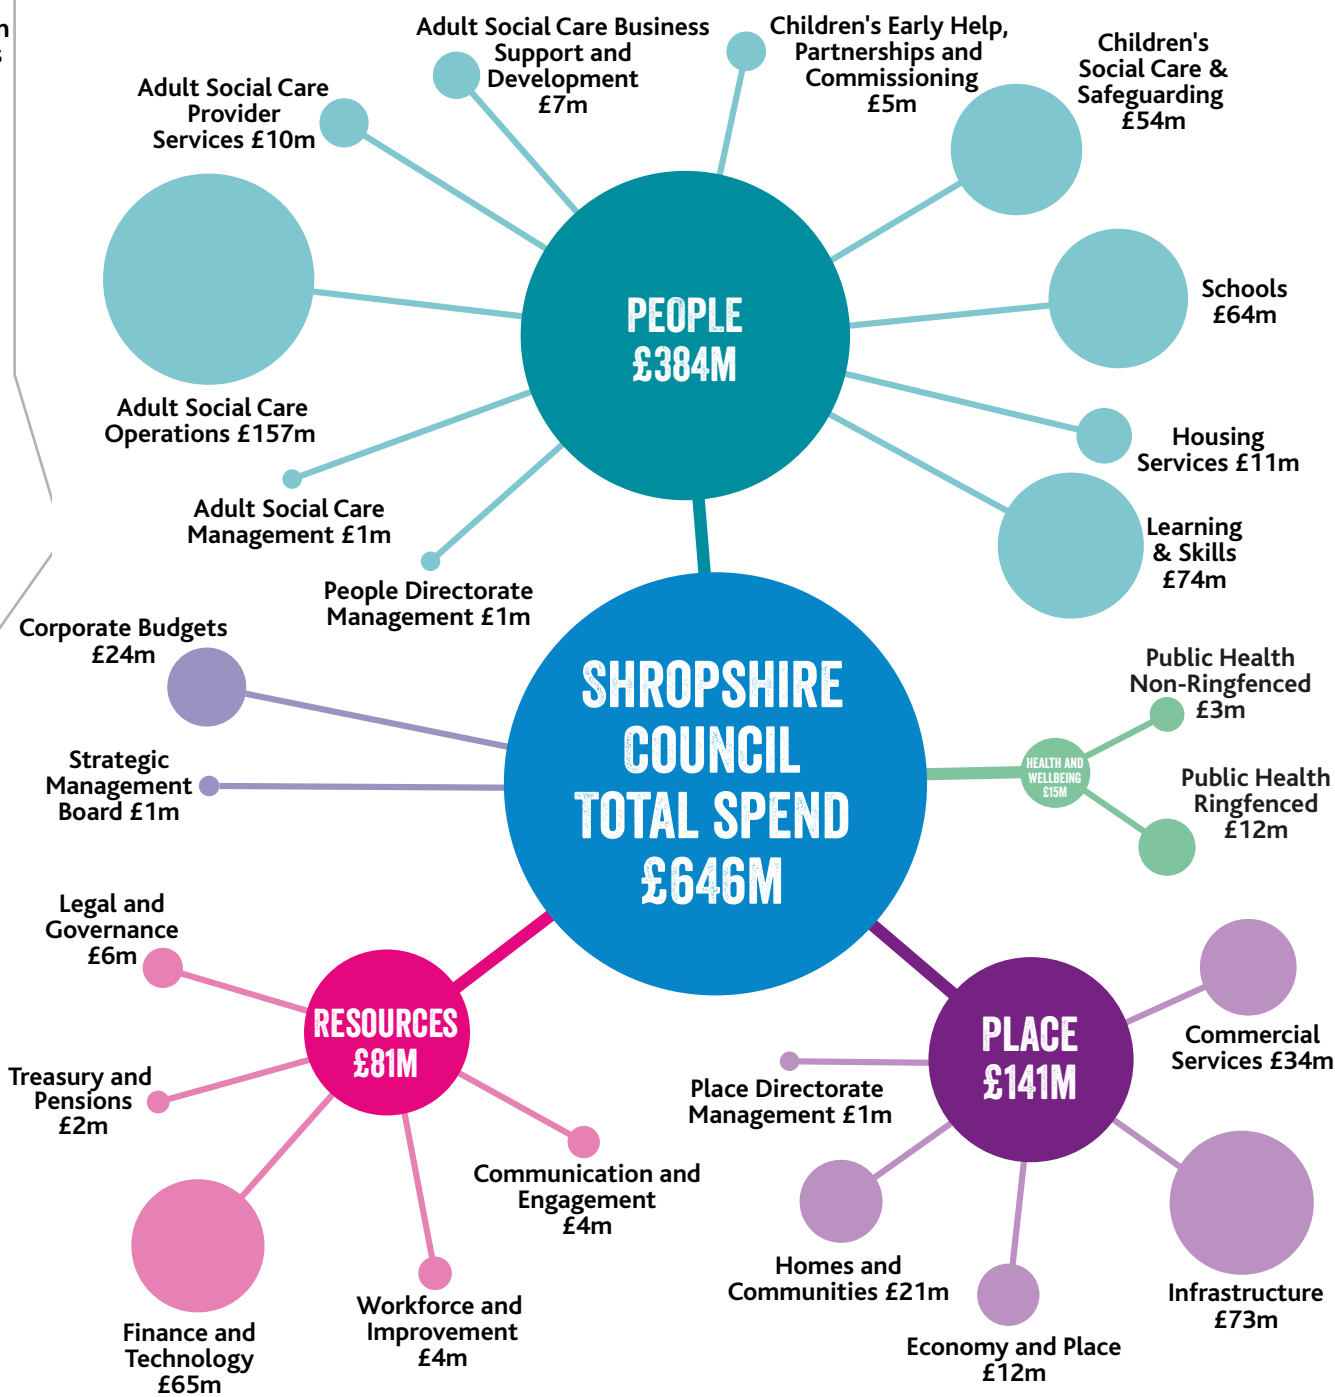 Adult Social Care Business
Support and
Development
£7m
Children's Early Help,
Partnerships and
Commissioning
£5m
Children's
Social Care &
Safeguarding
£54m
Adult Social Care
Provider
Services £10m
PEOPLE
£384M
Schools
£64m
Adult Social Care
Operations £157m
Housing
Services £11m
Adult Social Care
Management £1m
Learning
& Skills
£74m
People Directorate
Management £1m
Corporate Budgets
£24m
Strategic
Management
Board £1m
SHROPSHIRE
COUNCIL
TOTAL SPEND
£646M
Public Health
Non-Ringfenced
£3m
HEALTH AND
WELLBEING
£15M
Public Health
Ringfenced
£12m
Legal and
Governance
£6m
RESOURCES
£81M
Treasury and
Pensions
£2m
Communication and
Engagement
£4m
Workforce and
Improvement
£4m
Finance and
Technology
£65m
PLACE
£141M
Commercial
Services £34m
Place Directorate
Management £1m
Homes and
Communities £21m
Economy and Place
£12m
Infrastructure
£73m